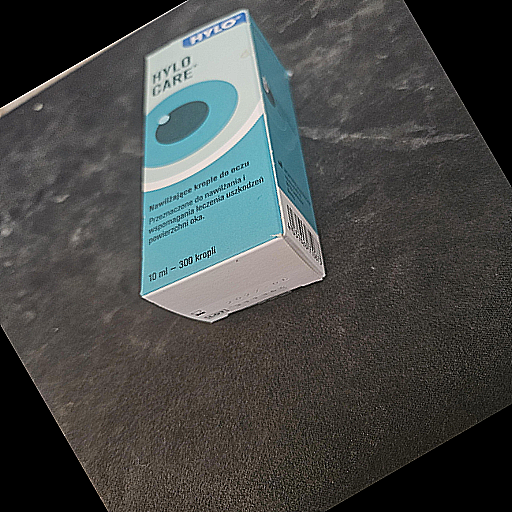 HYLO
HYLO
CARE
Nawilżające krople do oczu
Przeznaczone do nawilżania i
wspomagania leczenia uszkodzeń
powierzchni oka.
10 ml – 300 kropli